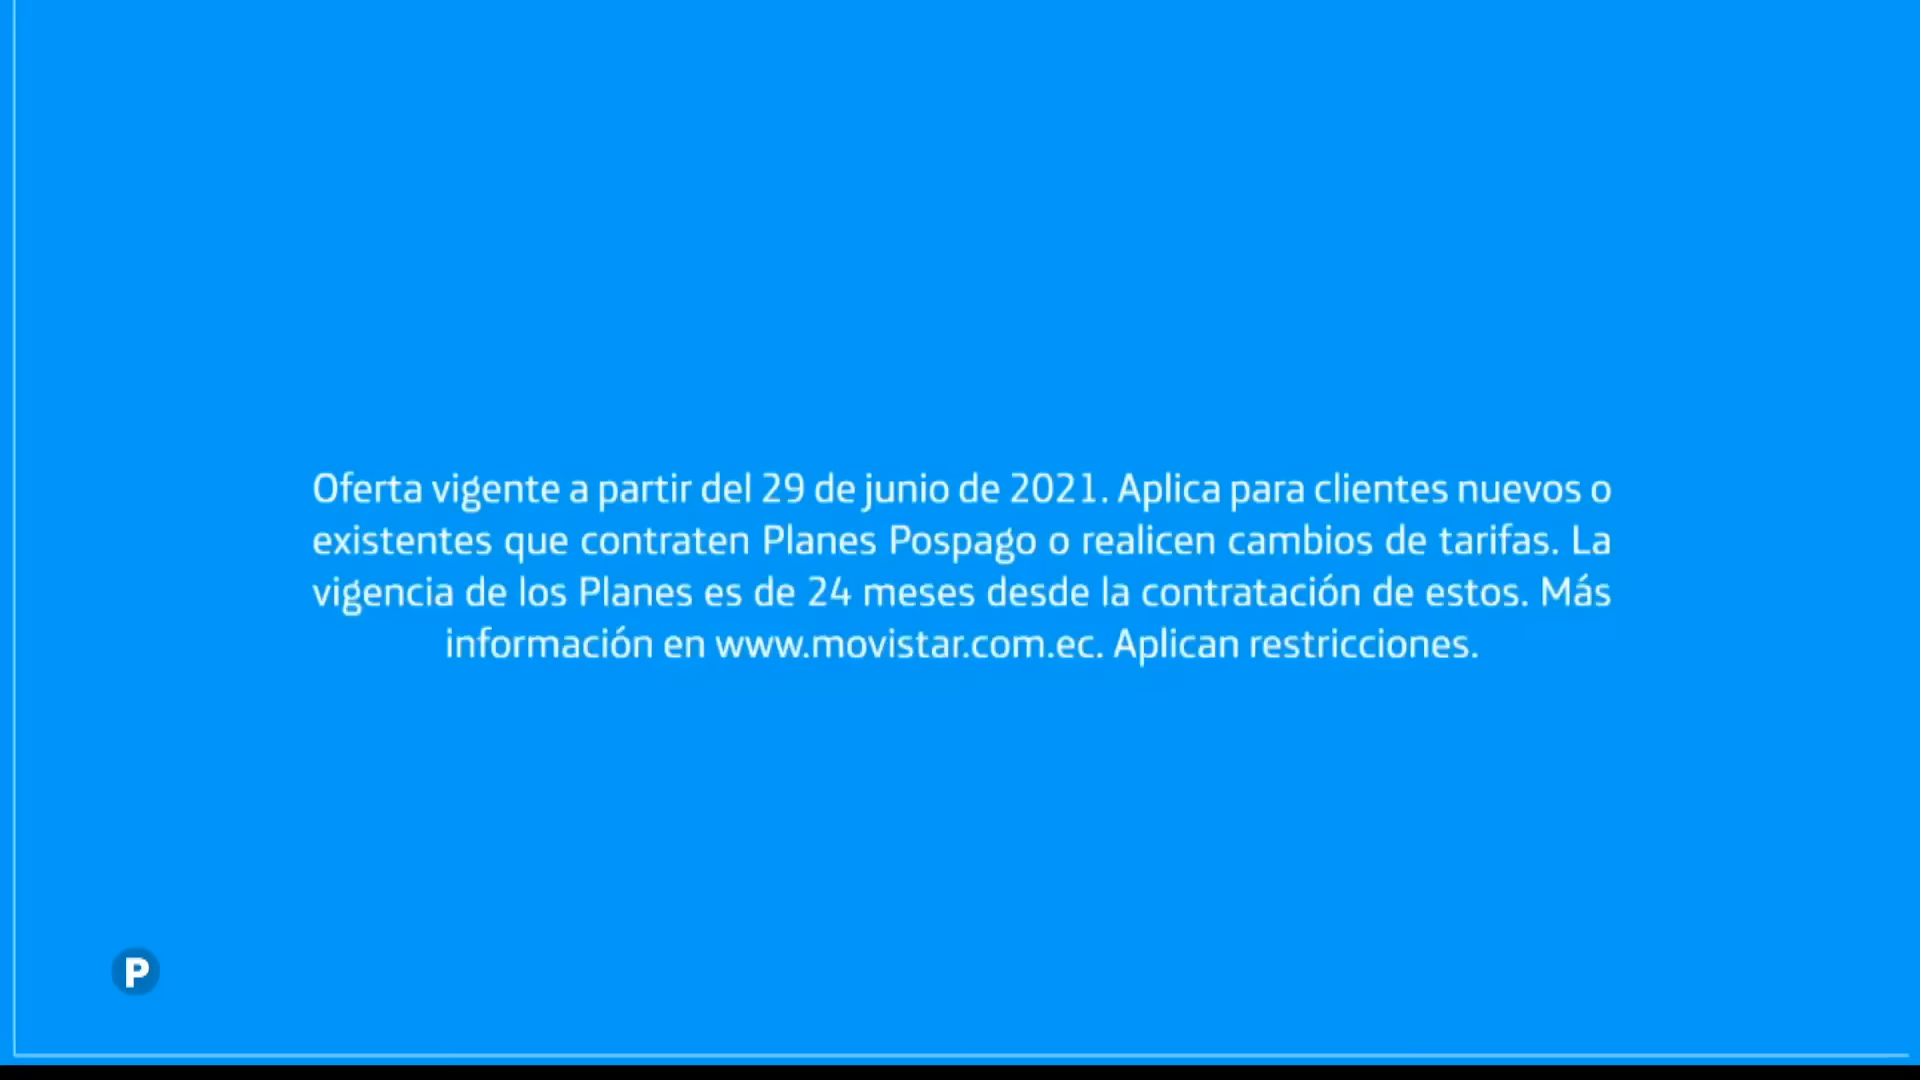 Oferta vigente a partir del 29 de junio de 2021. Aplica para clientes nuevos o
existentes que contraten Planes Pospago o realicen cambios de tarifas. La
vigencia de los Planes es de 24 meses desde la contratación de estos. Más
información en www.movistar.com.ec. Aplican restricciones.
P